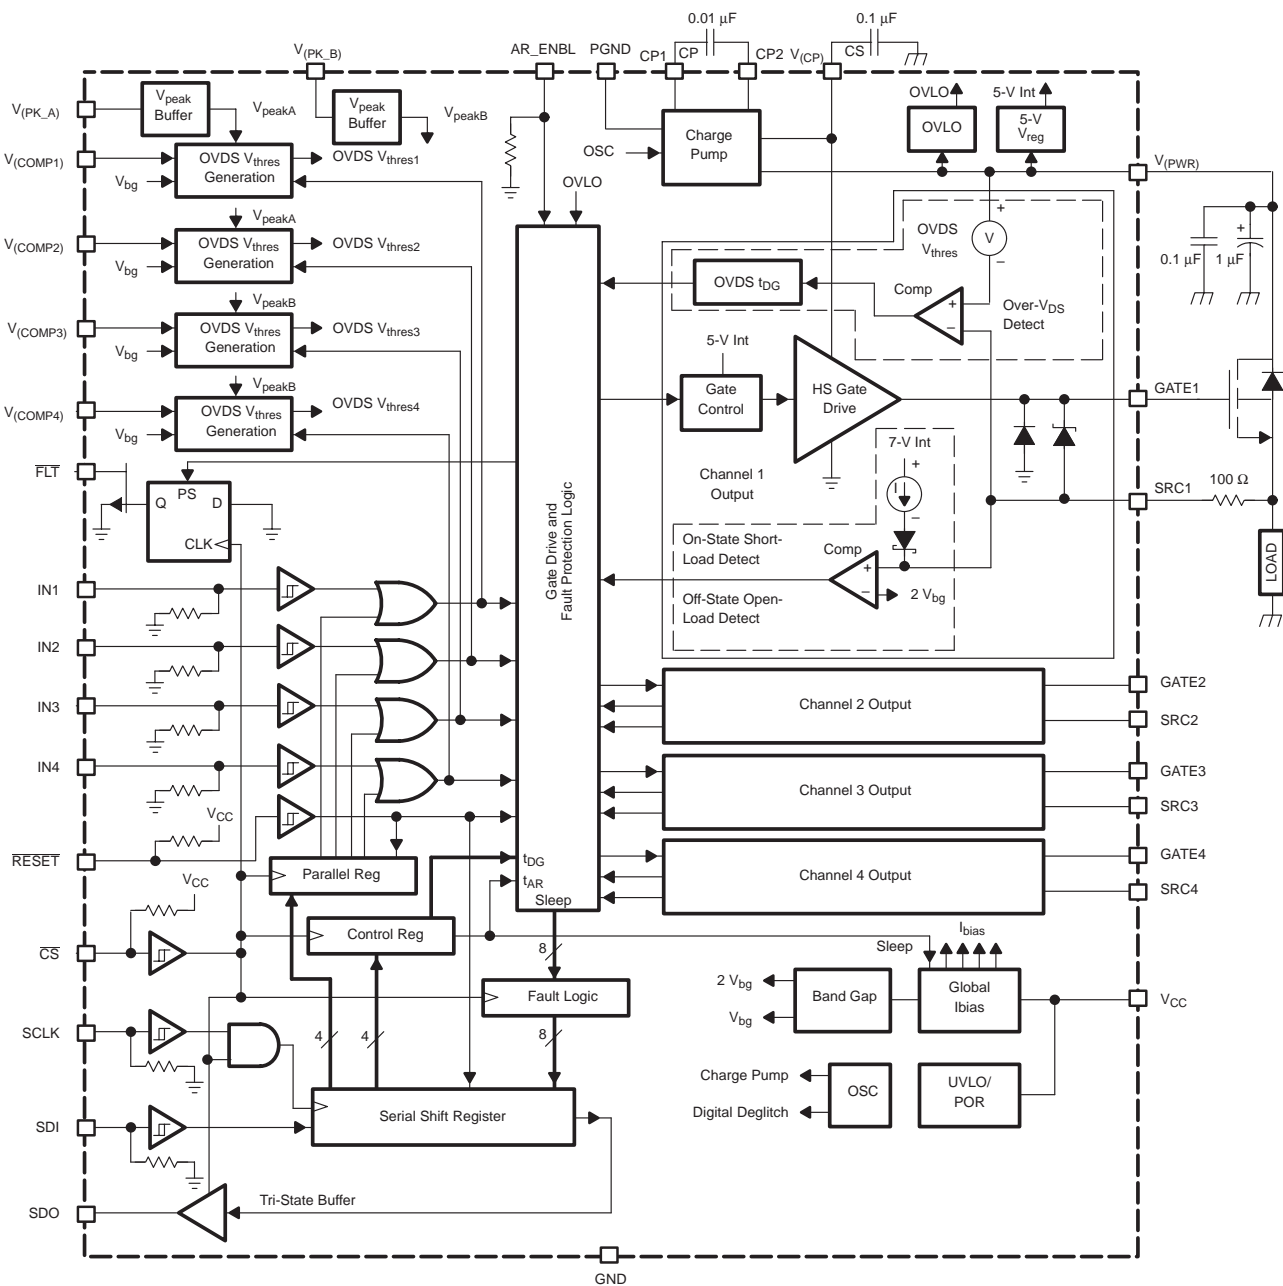 0.01 μF
0.1 μF
V(PK_B)
AR_ENBL
PGND
CP1
CP
CP2
V(CP)
CS
V(PK_A)
Vpeak
Buffer
VpeakA
Vpeak
Buffer
VpeakB
OVLO
5-V Int
OVLO
5-V
Vreg
Charge
Pump
OSC
V(COMP1)
Vbg
OVDS Vthres
Generation
OVDS Vthres1
OVLO
V(PWR)
VpeakA
V(COMP2)
Vbg
OVDS Vthres
Generation
OVDS Vthres2
OVDS
Vthres
+
V
–
0.1 μF
+
1 μF
VpeakB
V(COMP3)
Vbg
OVDS Vthres
Generation
OVDS Vthres3
OVDS tDG
Comp
+
–
Over-VDS
Detect
VpeakB
V(COMP4)
Vbg
OVDS Vthres
Generation
OVDS Vthres4
5-V Int
Gate
Control
HS Gate
Drive
GATE1
FLT
PS
Q
D
CLK
Gate Drive and
Fault Protection Logic
Channel 1
Output
7-V Int
+
I
–
SRC1
100 Ω
LOAD
On-State Short-
Load Detect
Off-State Open-
Load Detect
Comp
+
–
2 Vbg
IN1
IN2
IN3
IN4
VCC
RESET
Channel 2 Output
GATE2
SRC2
Channel 3 Output
GATE3
SRC3
Channel 4 Output
GATE4
SRC4
Parallel Reg
tDG
tAR
Sleep
VCC
CS
Control Reg
8
Fault Logic
8
Sleep
Ibias
2 Vbg
Vbg
Band Gap
Global
Ibias
VCC
SCLK
4
4
Serial Shift Register
Charge Pump
Digital Deglitch
OSC
UVLO/
POR
SDI
SDO
Tri-State Buffer
GND